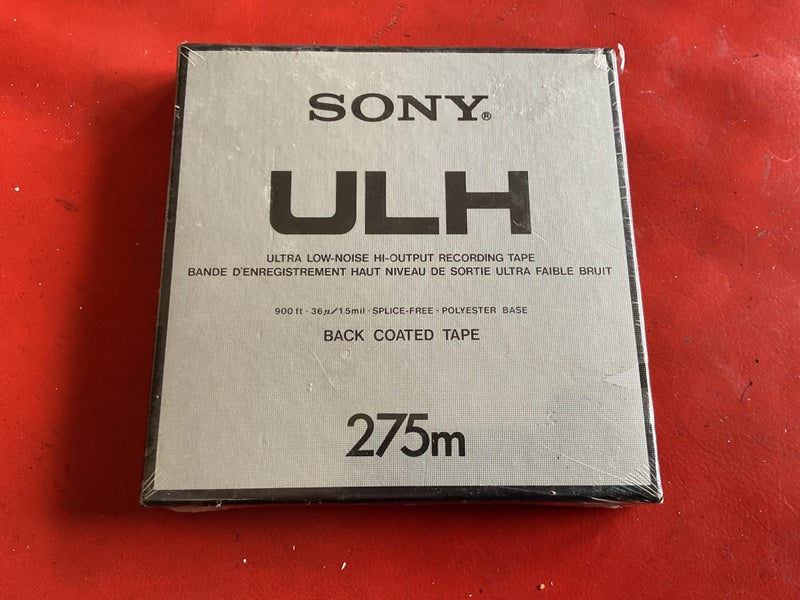 SONY®
ULH
ULTRA LOW-NOISE HI-OUTPUT RECORDING TAPE
BANDE D'ENREGISTREMENT HAUT NIVEAU DE SORTIE ULTRA FAIBLE BRUIT
900 ft · 36μ/1.5mil · SPLICE-FREE · POLYESTER BASE
BACK COATED TAPE
275m